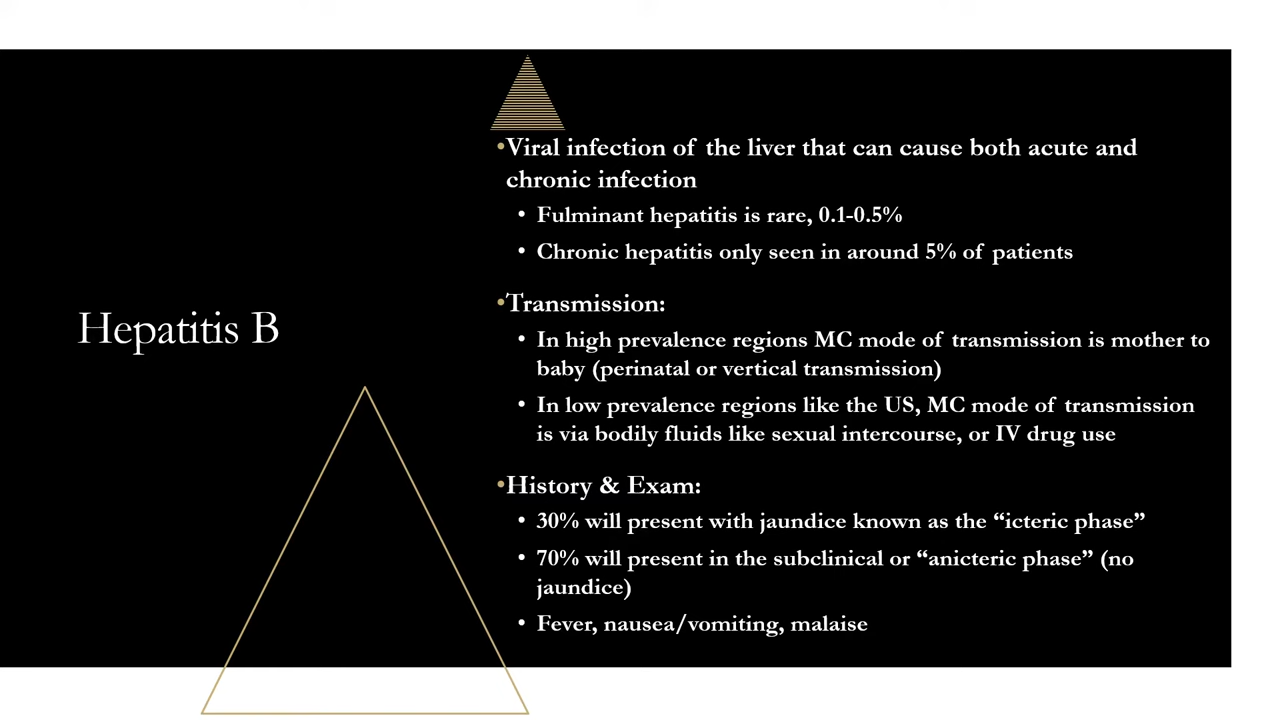 Hepatitis B
•Viral infection of the liver that can cause both acute and
chronic infection
• Fulminant hepatitis is rare, 0.1-0.5%
• Chronic hepatitis only seen in around 5% of patients
•Transmission:
• In high prevalence regions MC mode of transmission is mother to
baby (perinatal or vertical transmission)
• In low prevalence regions like the US, MC mode of transmission
is via bodily fluids like sexual intercourse, or IV drug use
•History & Exam:
• 30% will present with jaundice known as the “icteric phase”
• 70% will present in the subclinical or “anicteric phase” (no
jaundice)
• Fever, nausea/vomiting, malaise